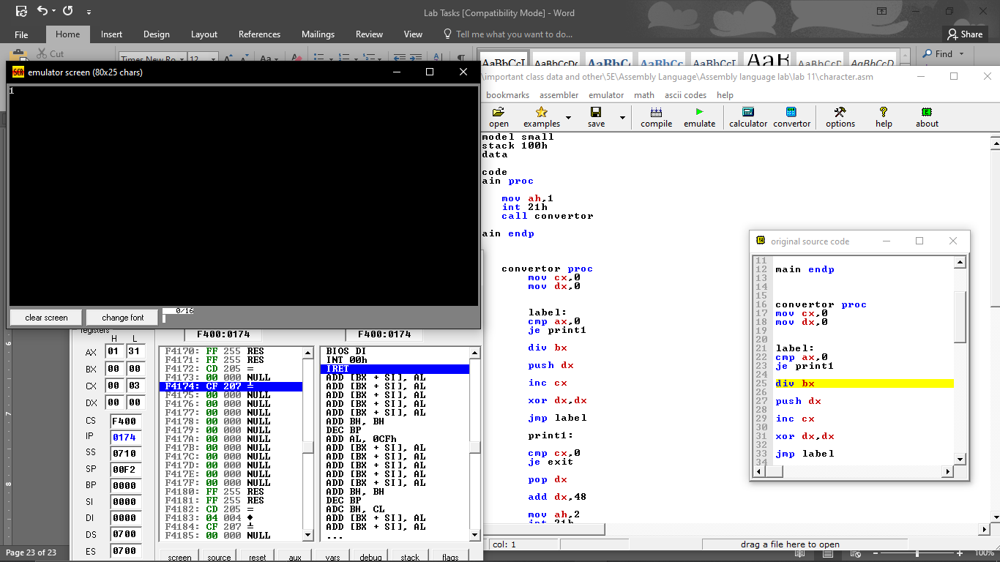 Lab Tasks [Compatibility Mode] - Word
File Home Insert Design Layout References Mailings Review View Tell me what you want to do... Share
Cut
Times New Ro 12
Find
emulator screen (80x25 chars)
1
clear screen
change font
0/16
\important class data and other\5E\Assembly Language\Assembly language lab\lab 11\character.asm
bookmarks assembler emulator math ascii codes help
open examples save compile emulate calculator convertor options help about
model small
stack 100h
data
code
ain proc
mov ah,1
int 21h
call convertor
ain endp
convertor proc
mov cx,0
mov dx,0
label:
cmp ax,0
je print1
div bx
push dx
inc cx
xor dx,dx
jmp label
print1:
cmp cx,0
je exit
pop dx
add dx,48
mov ah,2
int 21h
col: 1
drag a file here to open
original source code
11
12 main endp
13
14
15
16 convertor proc
17 mov cx,0
18 mov dx,0
19
20
21 label:
22 cmp ax,0
23 je print1
24
25 div bx
26
27 push dx
28
29 inc cx
30
31 xor dx,dx
32
33 jmp label
34
registers
H L
AX 01 31
BX 00 00
CX 00 03
DX 00 00
CS F400
IP 0174
SS 0710
SP 00F2
BP 0000
SI 0000
DI 0000
DS 0700
ES 0700
F400:0174
F400:0174
F4170: FF 255 RES
F4171: FF 255 RES
F4172: CD 205 =
F4173: 00 000 NULL
F4174: CF 207 ╧
F4175: 00 000 NULL
F4176: 00 000 NULL
F4177: 00 000 NULL
F4178: 00 000 NULL
F4179: 00 000 NULL
F417A: 00 000 NULL
F417B: 00 000 NULL
F417C: 00 000 NULL
F417D: 00 000 NULL
F417E: 00 000 NULL
F417F: 00 000 NULL
F4180: FF 255 RES
F4181: FF 255 RES
F4182: CD 205 =
F4183: 04 004 ♦
F4184: CF 207 ╧
F4185: 00 000 NULL
BIOS DI
INT 00h
IRET
ADD [BX + SI], AL
ADD [BX + SI], AL
ADD [BX + SI], AL
ADD [BX + SI], AL
ADD [BX + SI], AL
ADD BH, BH
DEC BP
ADD AL, 0CFh
ADD [BX + SI], AL
ADD [BX + SI], AL
ADD [BX + SI], AL
ADD [BX + SI], AL
ADD [BX + SI], AL
ADD BH, BH
DEC BP
ADC BH, CL
ADD [BX + SI], AL
ADD [BX + SI], AL
...
screen source reset aux vars debug stack flags
6
7
8
Page 23 of 23
100%